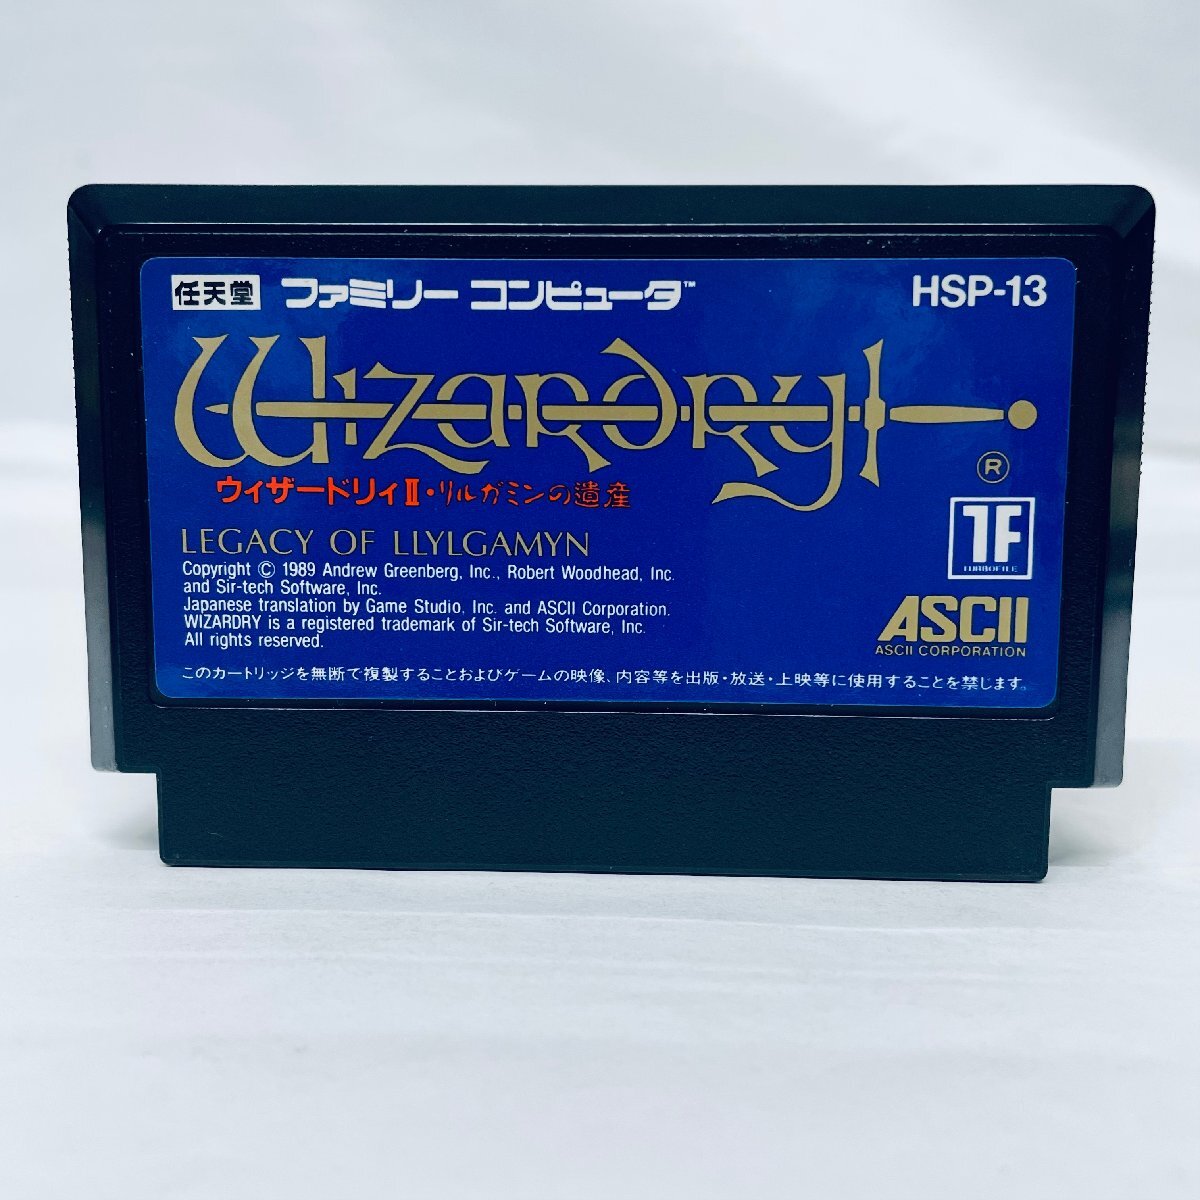 任天堂 ファミリー コンピュータ™ HSP-13
Wizardry
®
ウィザードリィⅡ・リルガミンの遺産
LEGACY OF LLYLGAMYN
Copyright © 1989 Andrew Greenberg, Inc., Robert Woodhead, Inc.
and Sir-tech Software, Inc.
Japanese translation by Game Studio, Inc. and ASCII Corporation.
WIZARDRY is a registered trademark of Sir-tech Software, Inc.
All rights reserved.
TF
TURBOFILE
ASCII
ASCII CORPORATION
このカートリッジを無断で複製することおよびゲームの映像、内容等を出版・放送・上映等に使用することを禁じます。